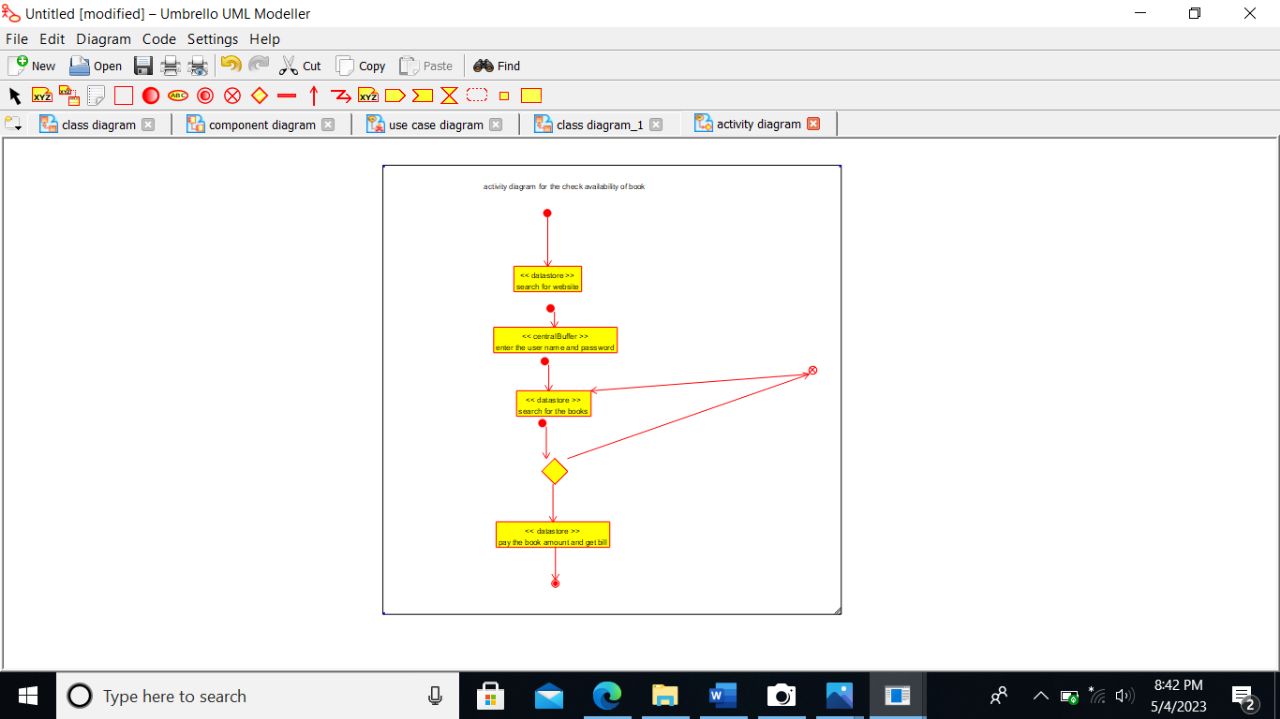 Untitled [modified] – Umbrello UML Modeller
File Edit Diagram Code Settings Help
New Open Cut Copy Paste Find
XYZ ABC XYZ
class diagram component diagram use case diagram class diagram_1 activity diagram
activity diagram for the check availability of book
<< datastore >>
search for website
<< centralBuffer >>
enter the user name and password
<< datastore >>
search for the books
<< datastore >>
pay the book amount and get bill
Type here to search
8:42 PM
5/4/2023
2